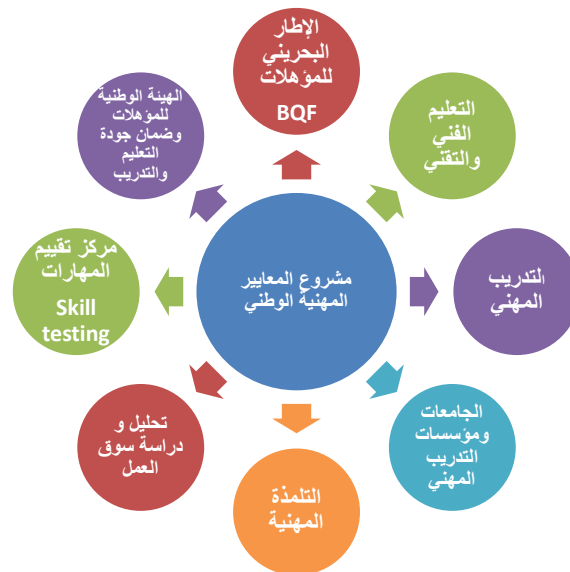 الإطار
البحريني
للمؤهلات
BQF
التعليم
الفني
والتقني
التدريب
المهني
الجامعات
ومؤسسات
التدريب
المهني
التلمذة
المهنية
تحليل و
دراسة سوق
العمل
مركز تقييم
المهارات
Skill
testing
الهيئة الوطنية
للمؤهلات
وضمان جودة
التعليم
والتدريب
مشروع المعايير
المهنية الوطني